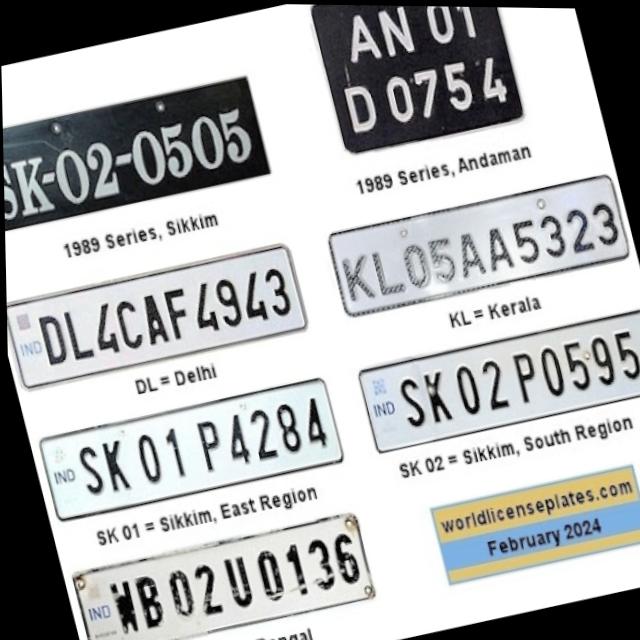 AN 01
D 0754
SK-02-0505
1989 Series, Andaman
1989 Series, Sikkim
KL05AA5323
IND DL4CAF4943
KL = Kerala
DL = Delhi
IND SK 02 P0595
IND SK 01 P4284
SK 02 = Sikkim, South Region
SK 01 = Sikkim, East Region
worldlicenseplates.com
February 2024
IND WB 02U0136